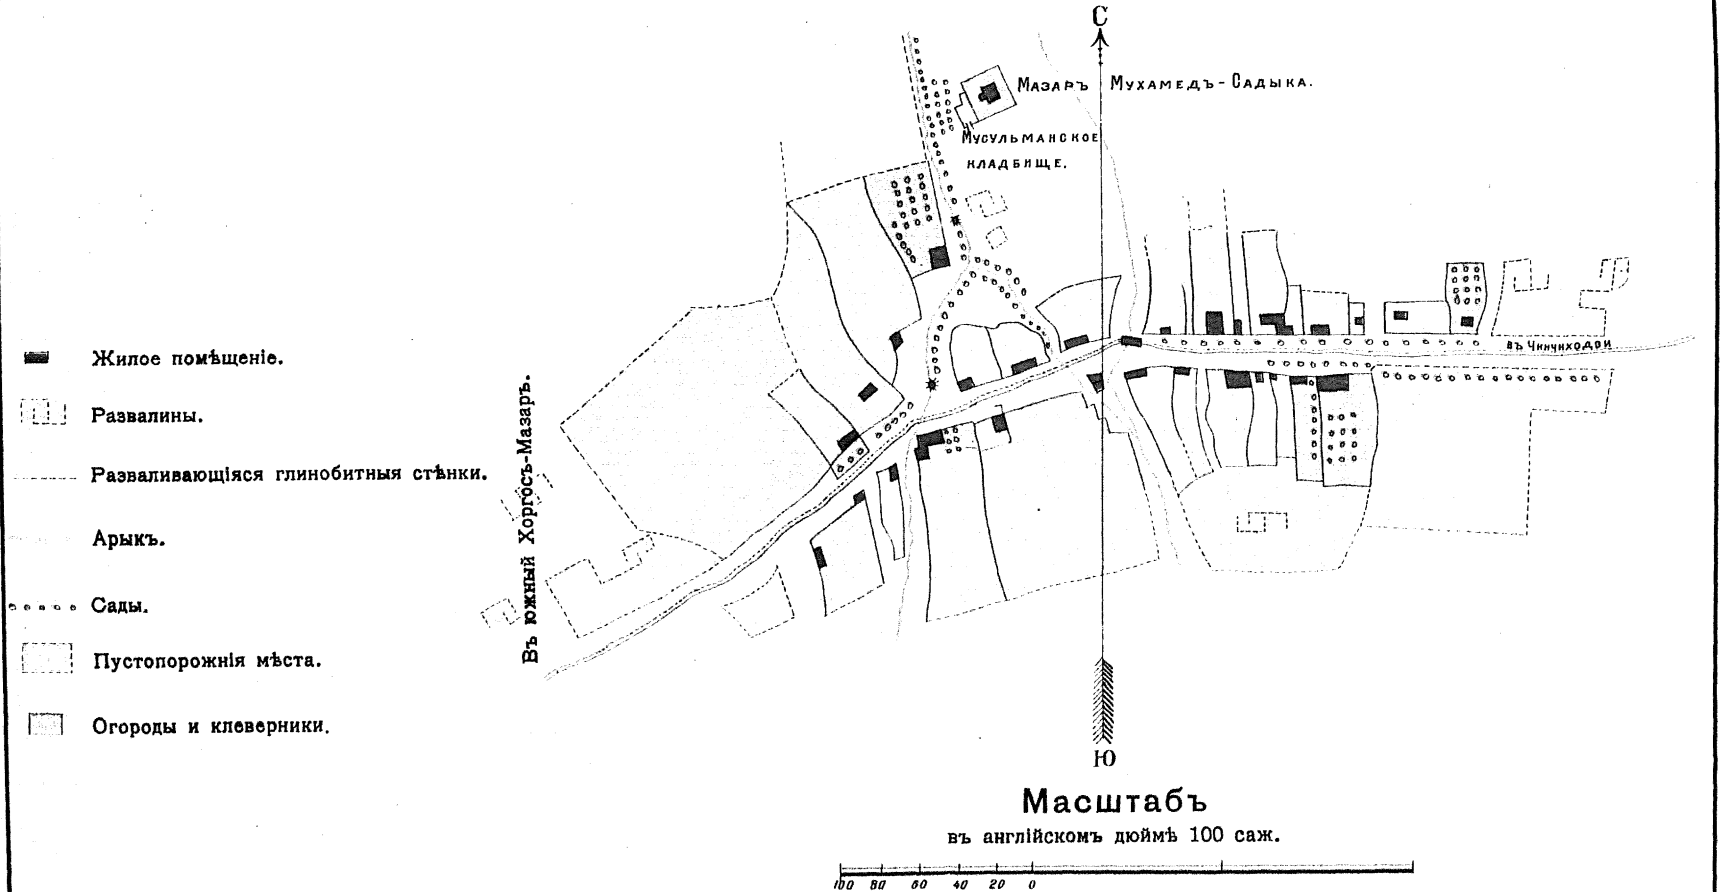 С
Мазаръ Мухамедъ-Садыка.
Мусульманское
кладбище.
въ Чинчиходзи
Въ южный Хоргосъ-Мазаръ.
Жилое помѣщеніе.
Развалины.
Разваливающіяся глинобитныя стѣнки.
Арыкъ.
Сады.
Пустопорожнія мѣста.
Огороды и клеверники.
Ю
Масштабъ
въ англійскомъ дюймѣ 100 саж.
100 80 60 40 20 0